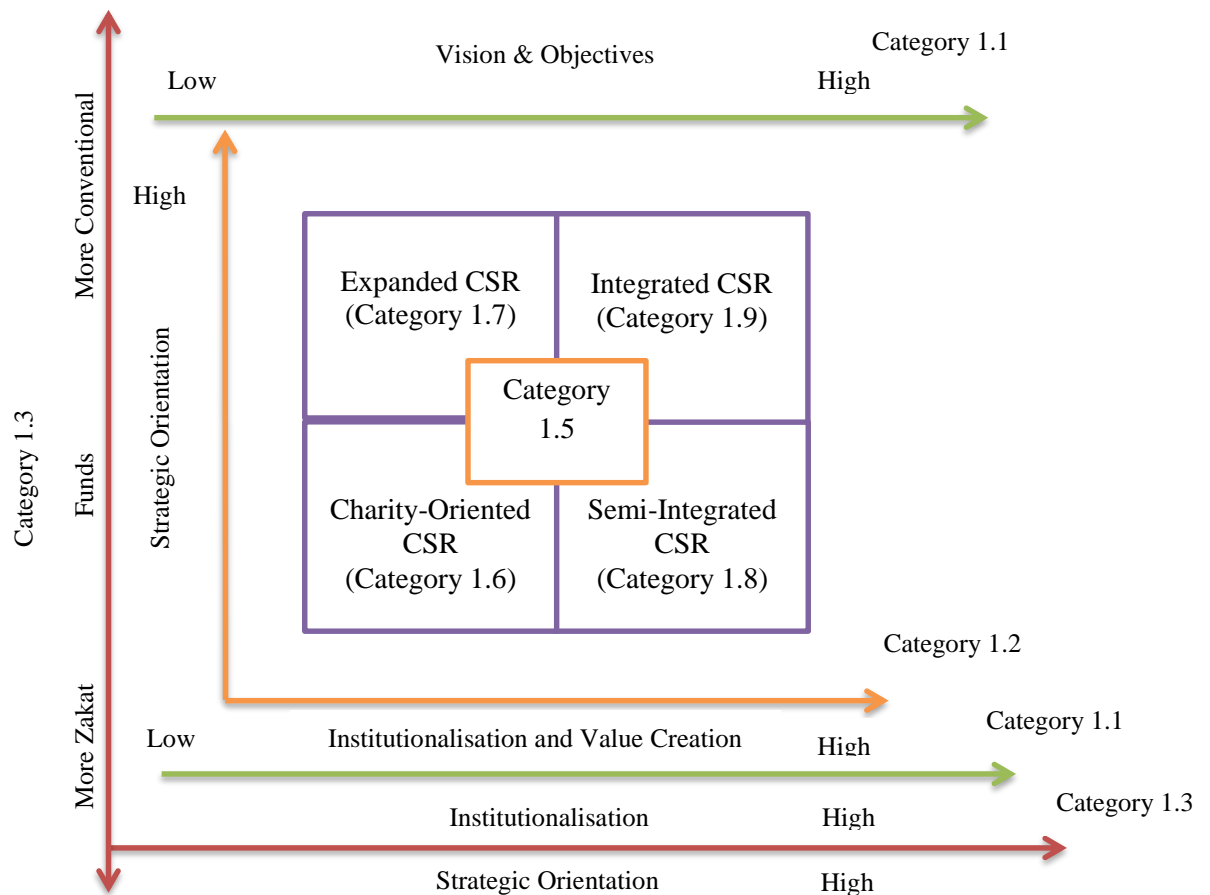 Category 1.1
Vision & Objectives
Low
High
High
More Conventional
Strategic Orientation
Category 1.3
Funds
More Zakat
Expanded CSR
(Category 1.7)
Integrated CSR
(Category 1.9)
Category
1.5
Charity-Oriented
CSR
(Category 1.6)
Semi-Integrated
CSR
(Category 1.8)
Category 1.2
Category 1.1
Low
Institutionalisation and Value Creation
High
Category 1.3
Institutionalisation
High
Strategic Orientation
High